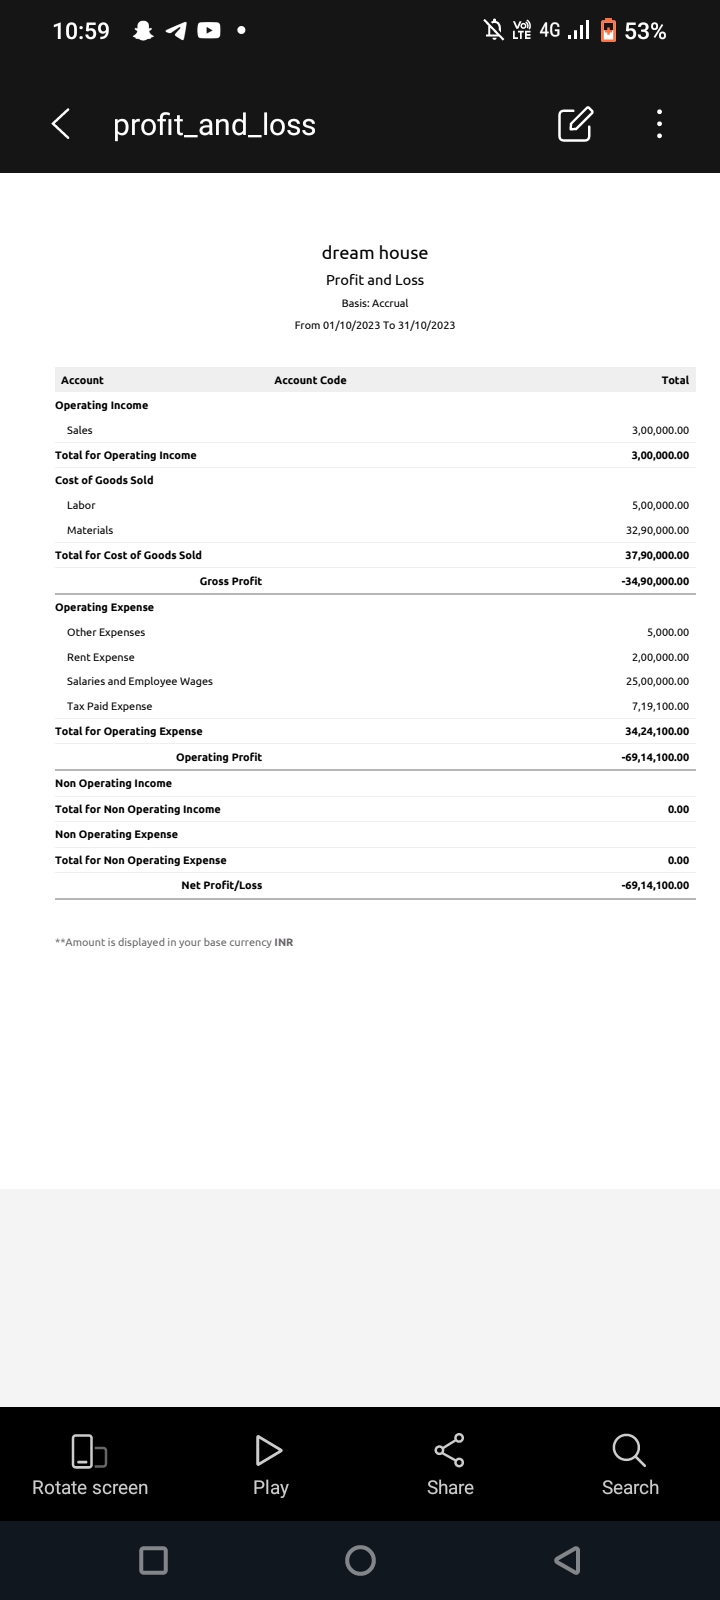 10:59 4G 53%
VoLTE
profit_and_loss
dream house
Profit and Loss
Basis: Accrual
From 01/10/2023 To 31/10/2023
Account Account Code Total
Operating Income
Sales 3,00,000.00
Total for Operating Income 3,00,000.00
Cost of Goods Sold
Labor 5,00,000.00
Materials 32,90,000.00
Total for Cost of Goods Sold 37,90,000.00
Gross Profit -34,90,000.00
Operating Expense
Other Expenses 5,000.00
Rent Expense 2,00,000.00
Salaries and Employee Wages 25,00,000.00
Tax Paid Expense 7,19,100.00
Total for Operating Expense 34,24,100.00
Operating Profit -69,14,100.00
Non Operating Income
Total for Non Operating Income 0.00
Non Operating Expense
Total for Non Operating Expense 0.00
Net Profit/Loss -69,14,100.00
**Amount is displayed in your base currency INR
Rotate screen Play Share Search